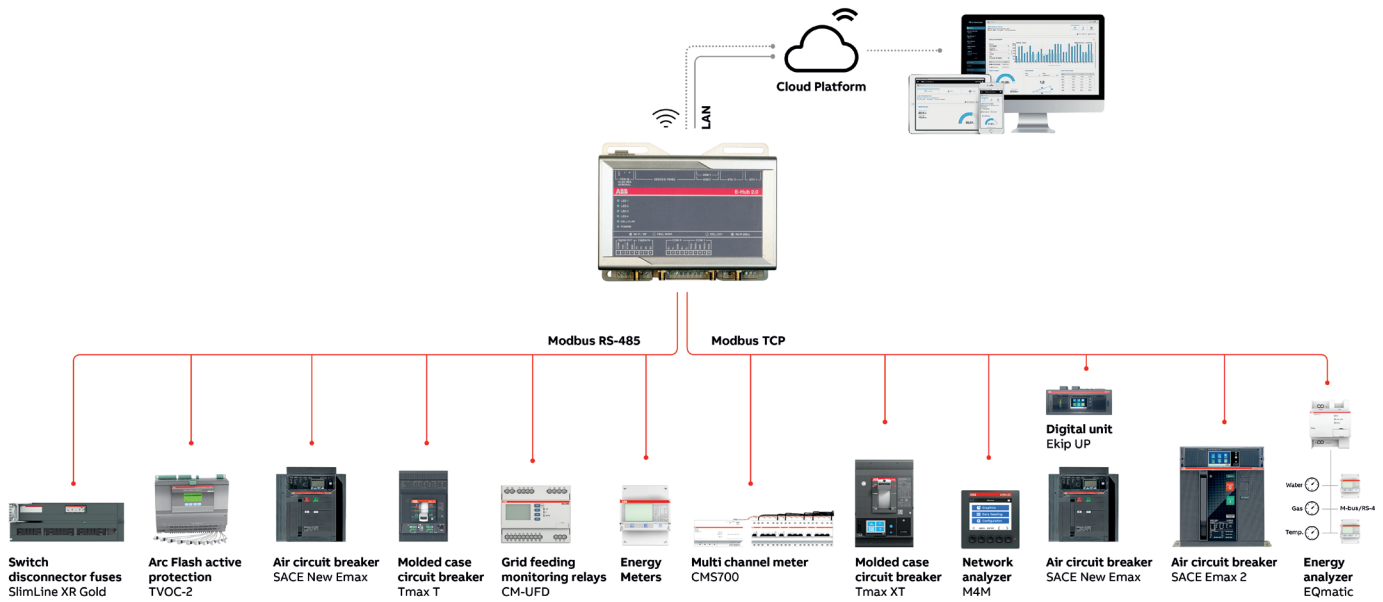 Cloud Platform
LAN
ABB
E-Hub 2.0
Modbus RS-485
Modbus TCP
Digital unit
Ekip UP
Water
Gas
Temp.
M-bus/RS-4
Switch
disconnector fuses
SlimLine XR Gold
Arc Flash active
protection
TVOC-2
Air circuit breaker
SACE New Emax
Molded case
circuit breaker
Tmax T
Grid feeding
monitoring relays
CM-UFD
Energy
Meters
Multi channel meter
CMS700
Molded case
circuit breaker
Tmax XT
Network
analyzer
M4M
Air circuit breaker
SACE New Emax
Air circuit breaker
SACE Emax 2
Energy
analyzer
EQmatic